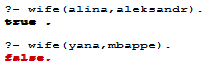 ?- wife(alina,aleksandr).
true .
?- wife(yana,mbappe).
false.